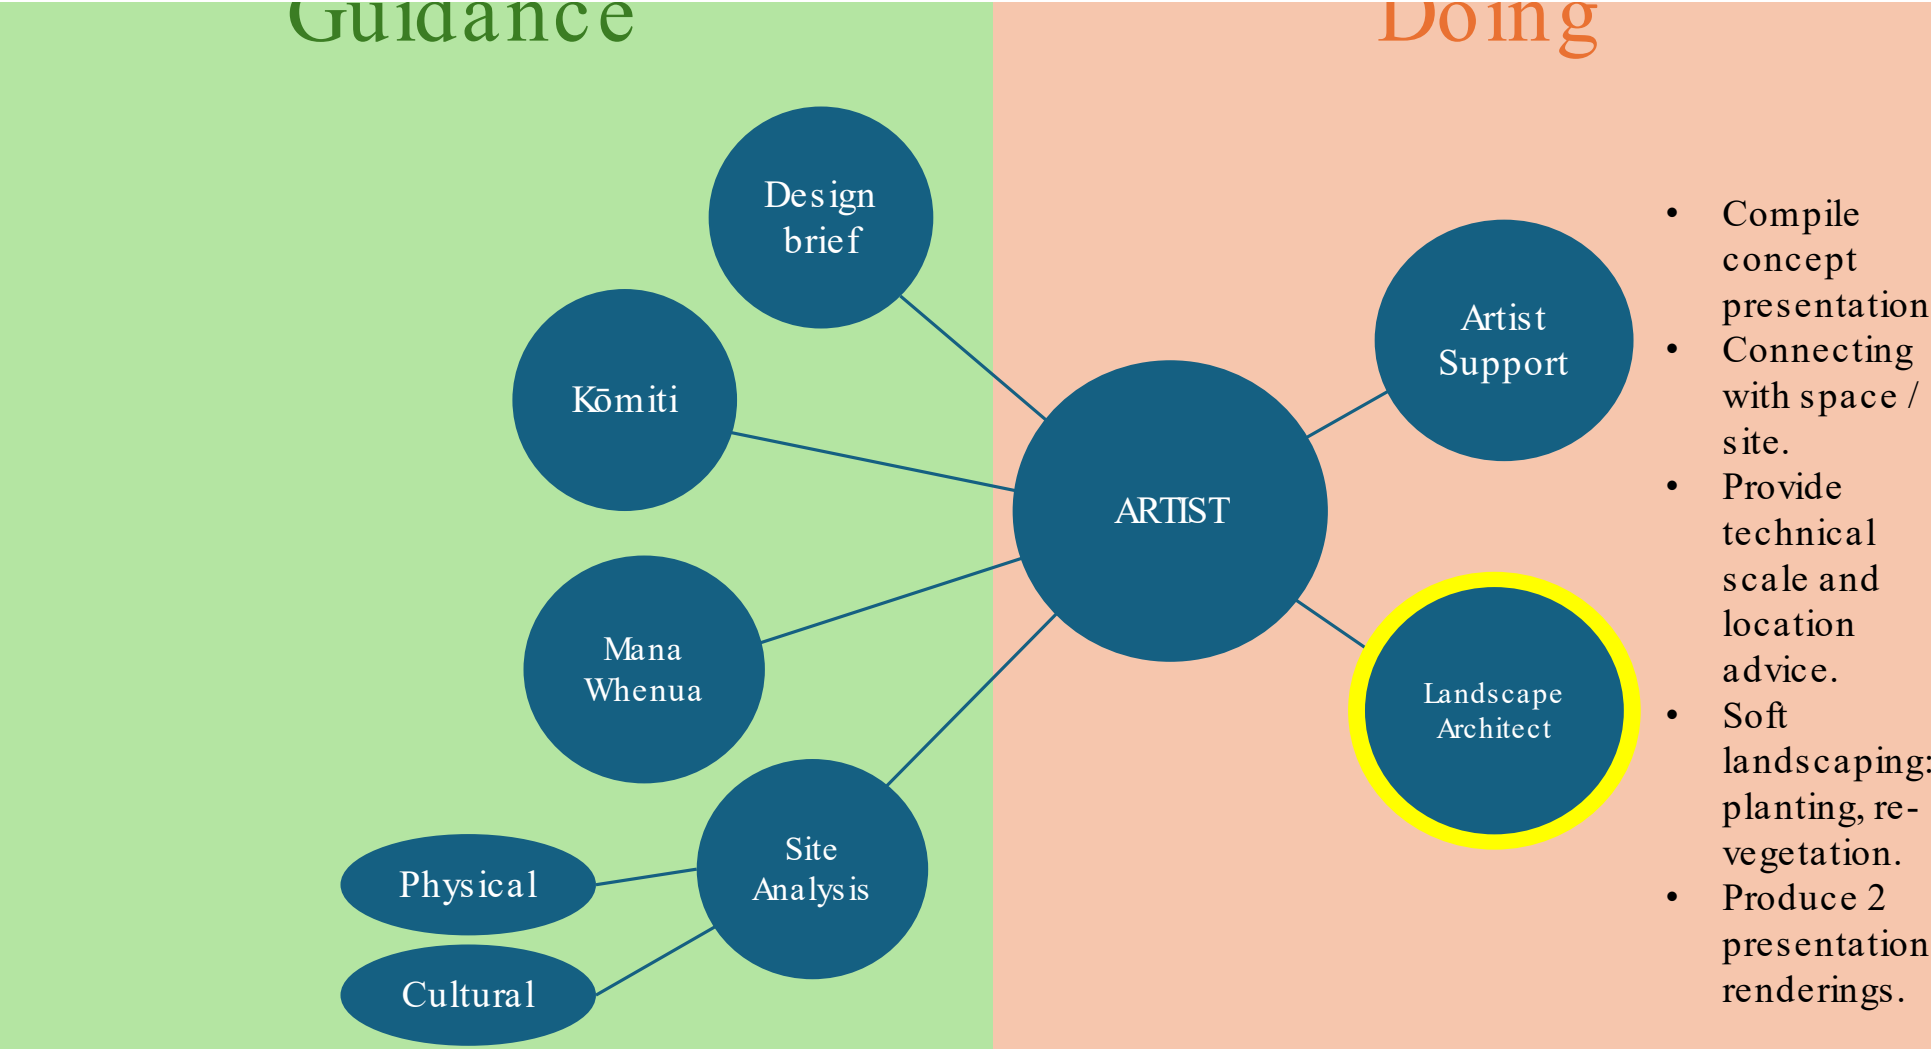 Guidance
Doing
Design
brief
Kōmiti
Mana
Whenua
Site
Analysis
Physical
Cultural
ARTIST
Artist
Support
Landscape
Architect
• Compile
concept
presentation
• Connecting
with space /
site.
• Provide
technical
scale and
location
advice.
• Soft
landscaping:
planting, re-
vegetation.
• Produce 2
presentation
renderings.